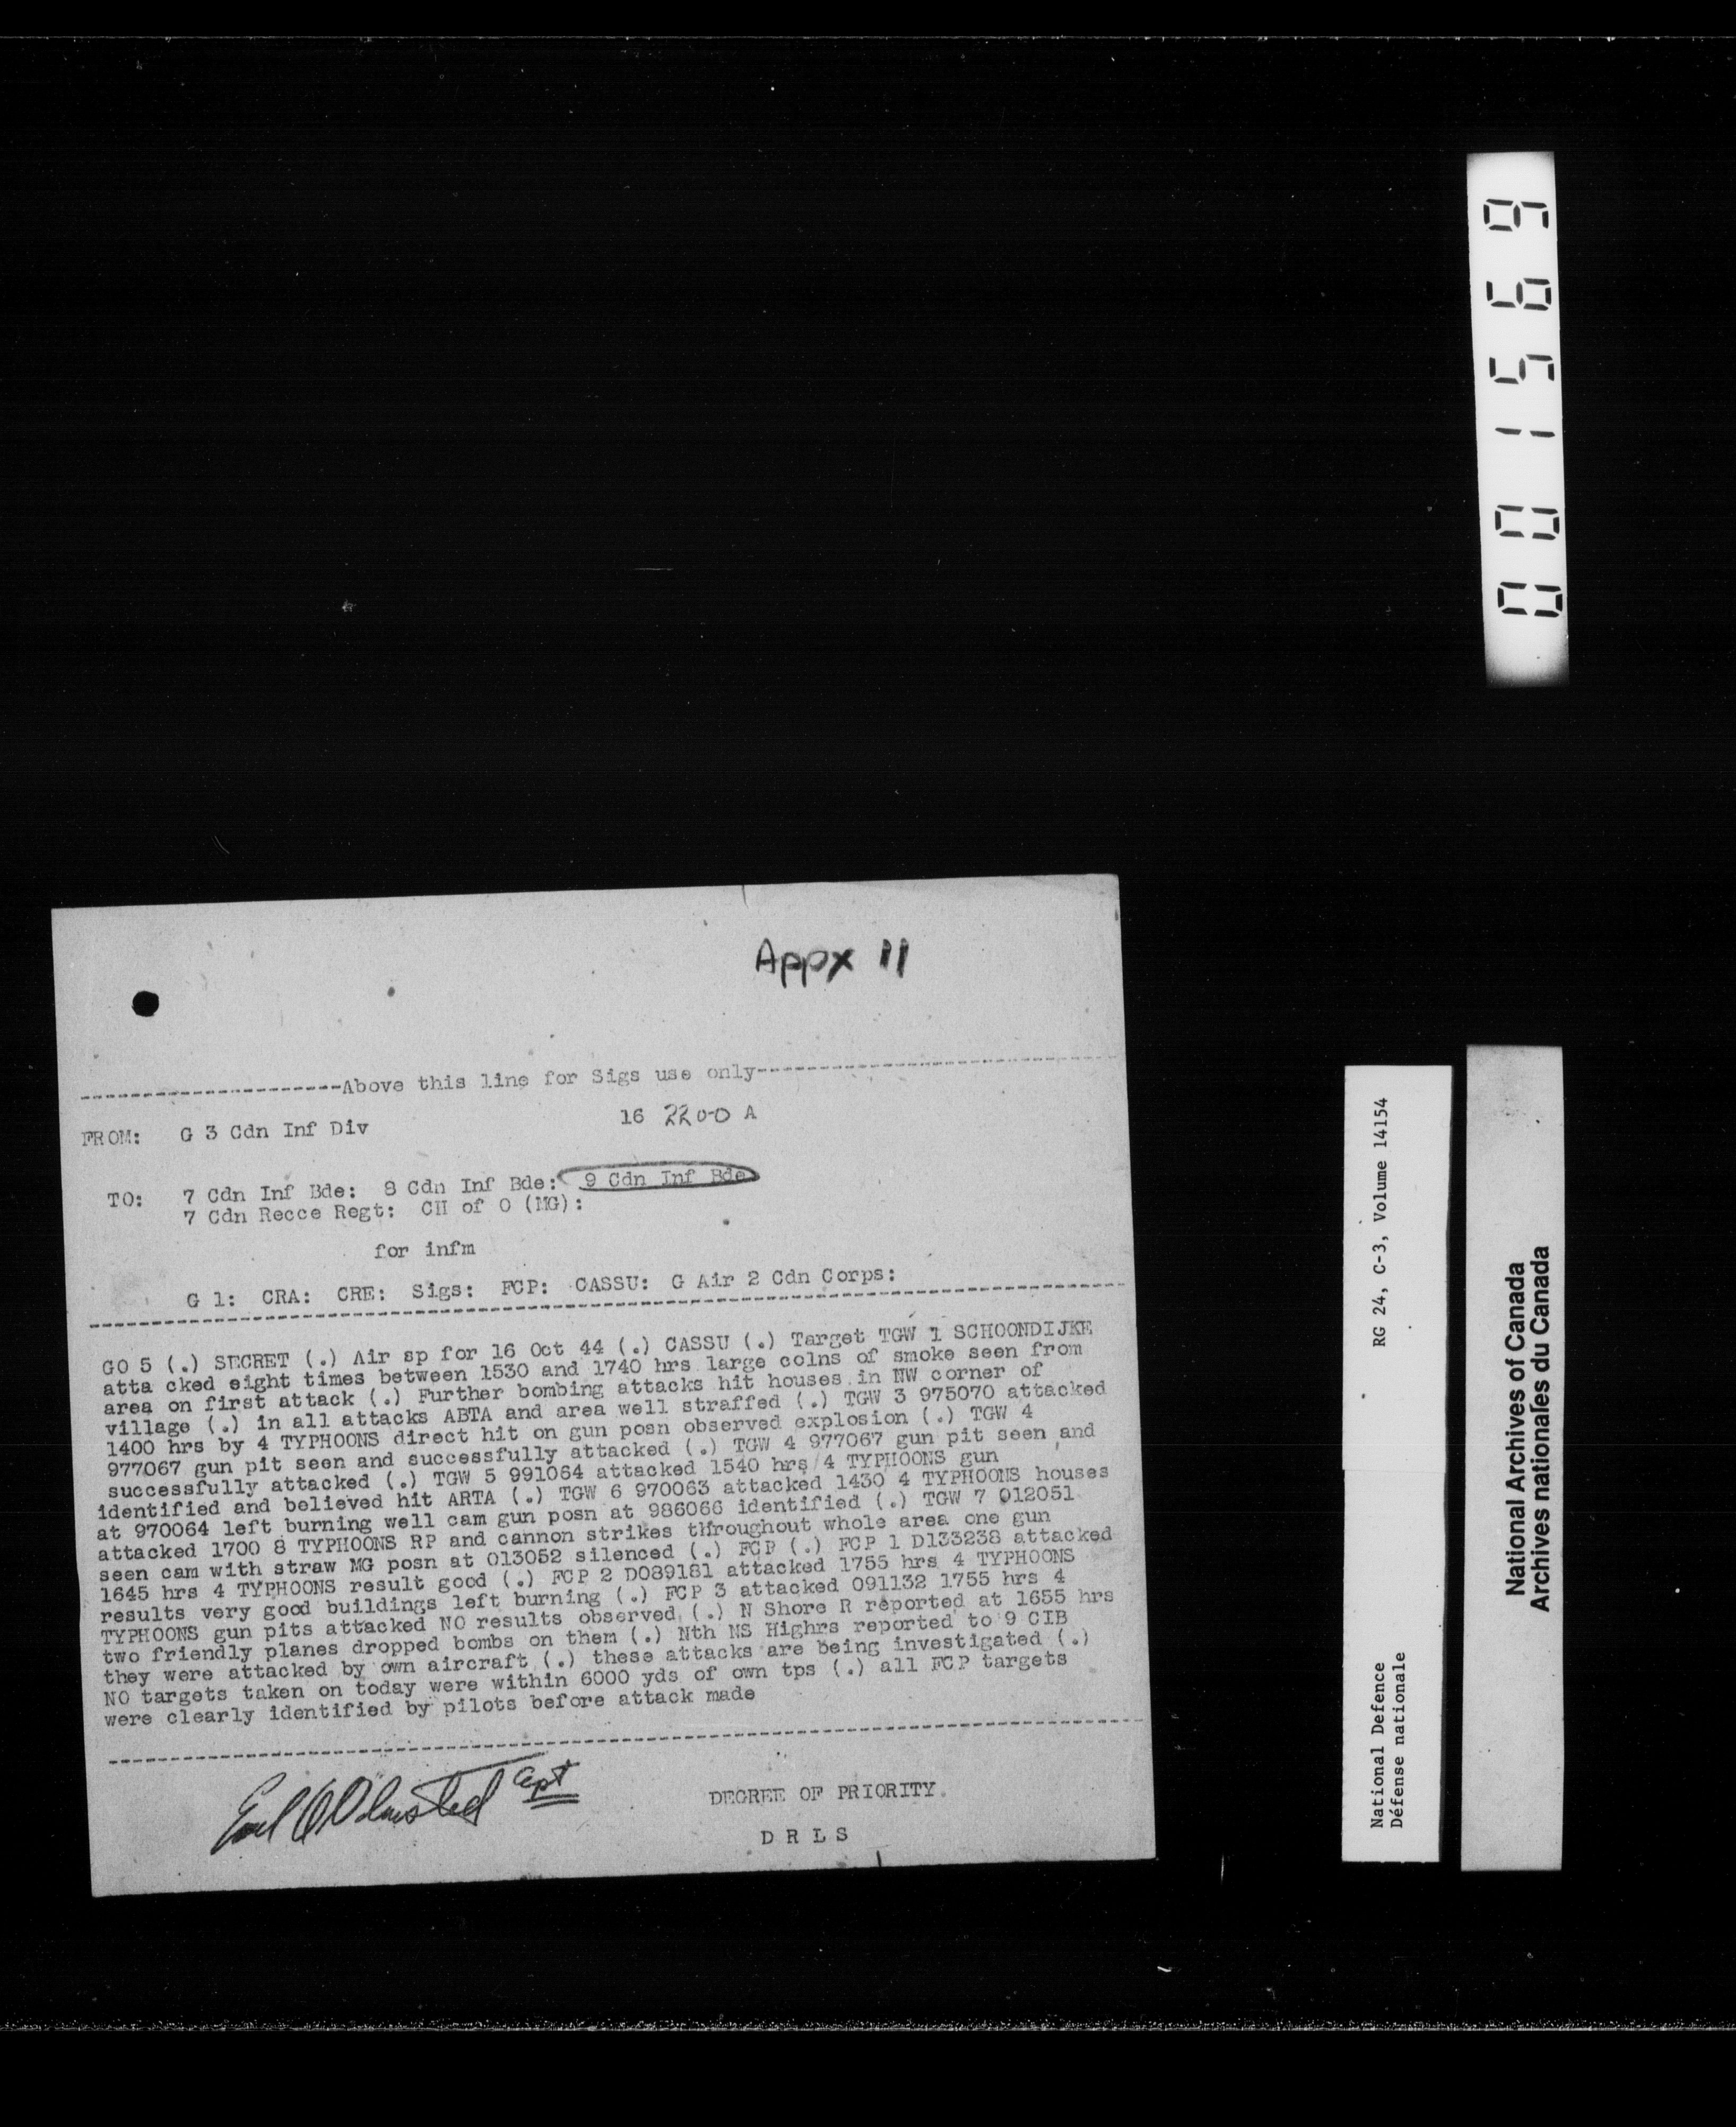 Appx 11
--------------------Above this line for Sigs use only--------------------
16 2200 A
FROM: G 3 Cdn Inf Div
TO: 7 Cdn Inf Bde: 8 Cdn Inf Bde: 9 Cdn Inf Bde
7 Cdn Recce Regt: CH of O (MG):
for infm
G 1: CRA: CRE: Sigs: FCP: CASSU: G Air 2 Cdn Corps:
GO 5 (.) SECRET (.) Air sp for 16 Oct 44 (.) CASSU (.) Target TGW 1 SCHOONDIJKE
atta cked eight times between 1530 and 1740 hrs large colns of smoke seen from
area on first attack (.) Further bombing attacks hit houses in NW corner of
village (.) in all attacks ABTA and area well straffed (.) TGW 3 975070 attacked
1400 hrs by 4 TYPHOONS direct hit on gun posn observed explosion (.) TGW 4
977067 gun pit seen and successfully attacked (.) TGW 4 977067 gun pit seen and
successfully attacked (.) TGW 5 991064 attacked 1540 hrs 4 TYPHOONS gun
identified and believed hit ARTA (.) TGW 6 970063 attacked 1430 4 TYPHOONS houses
at 970064 left burning well cam gun posn at 986066 identified (.) TGW 7 012051
attacked 1700 8 TYPHOONS RP and cannon strikes throughout whole area one gun
seen cam with straw MG posn at 013052 silenced (.) FCP (.) FCP 1 D133238 attacked
1645 hrs 4 TYPHOONS result good (.) FCP 2 D089181 attacked 1755 hrs 4 TYPHOONS
results very good buildings left burning (.) FCP 3 attacked 091132 1755 hrs 4
TYPHOONS gun pits attacked NO results observed (.) N Shore R reported at 1655 hrs
two friendly planes dropped bombs on them (.) Nth NS Highrs reported to 9 CIB
they were attacked by own aircraft (.) these attacks are being investigated (.)
NO targets taken on today were within 6000 yds of own tps (.) all FCP targets
were clearly identified by pilots before attack made
Olmsted Capt
DEGREE OF PRIORITY
D R L S
001569
RG 24, C-3, Volume 14154
National Defence
Défense nationale
National Archives of Canada
Archives nationales du Canada